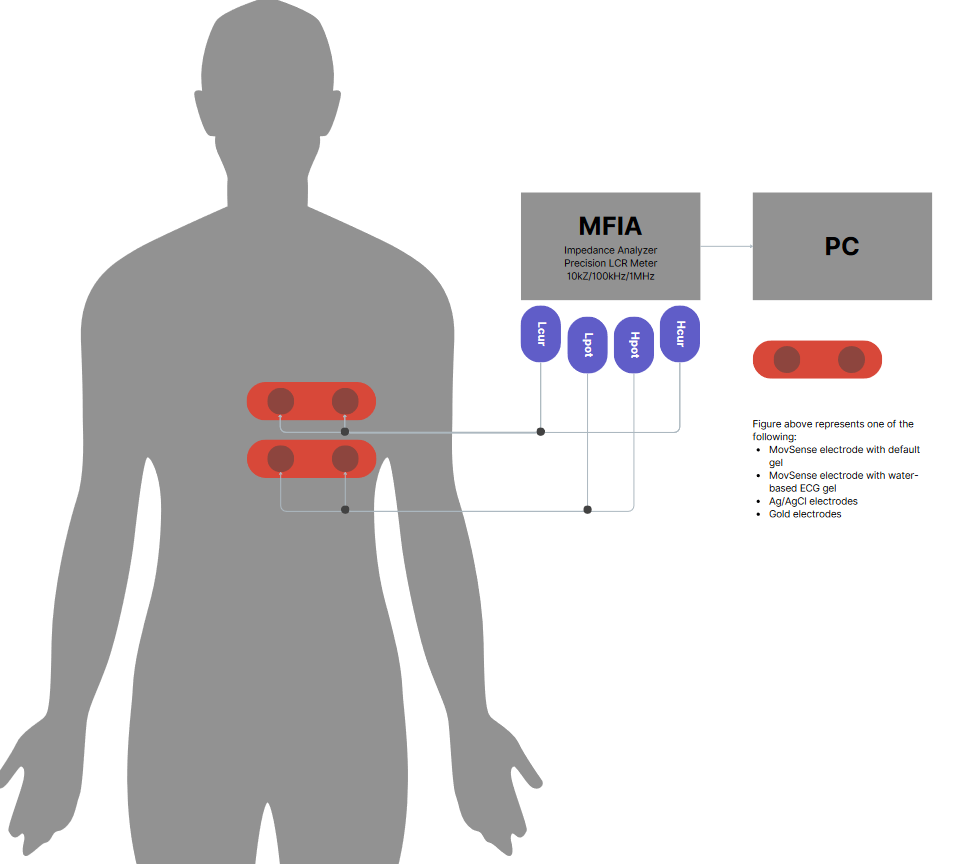 MFIA
Impedance Analyzer
Precision LCR Meter
10kZ/100kHz/1MHz
PC
Lcur
Lpot
Hpot
Hcur
Figure above represents one of the
following:
• MovSense electrode with default
gel
• MovSense electrode with water-
based ECG gel
• Ag/AgCl electrodes
• Gold electrodes